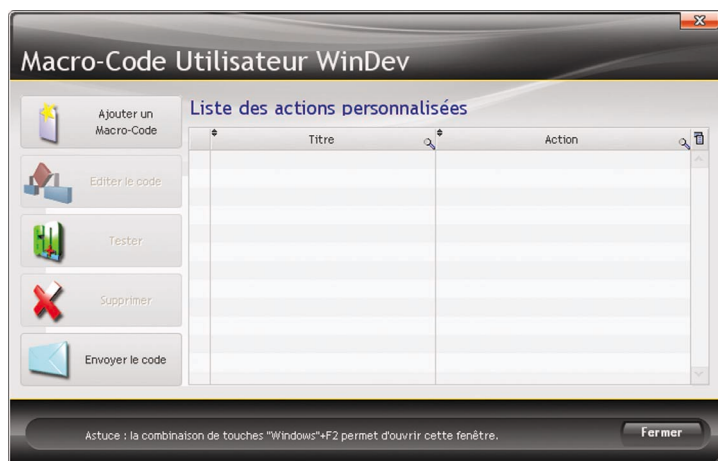 Macro-Code Utilisateur WinDev
Ajouter un
Macro-Code
Editer le code
Tester
Supprimer
Envoyer le code
Liste des actions personnalisées
Titre
Action
Astuce : la combinaison de touches "Windows"+F2 permet d'ouvrir cette fenêtre.
Fermer